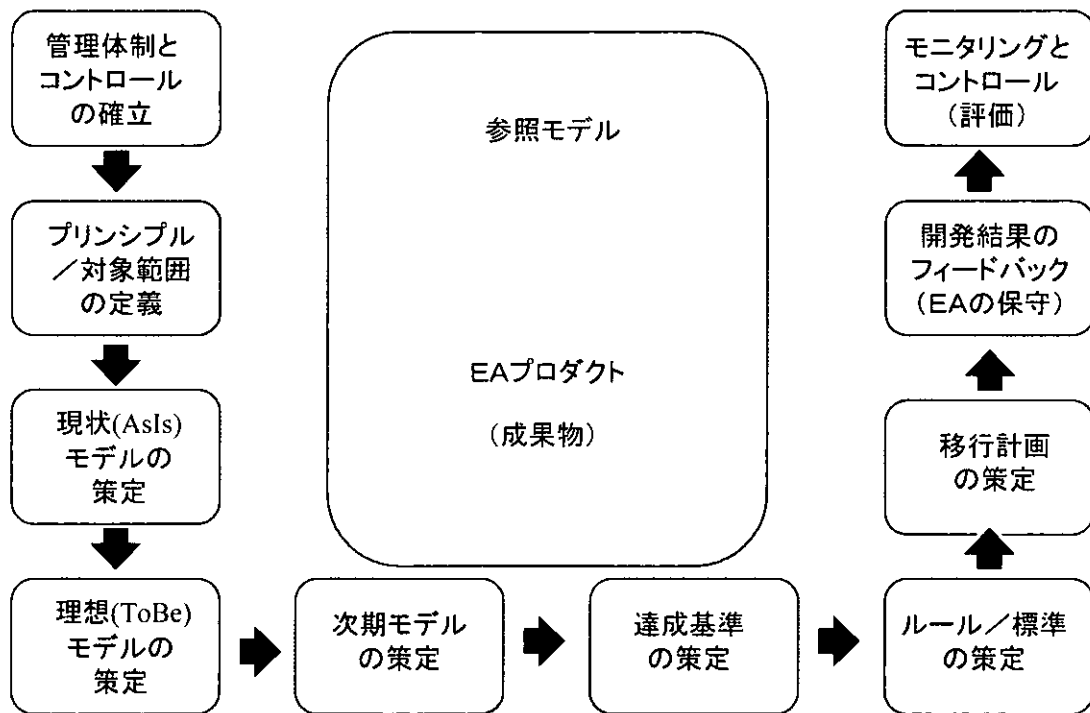 管理体制と
コントロール
の確立
プリンシプル
／対象範囲
の定義
現状(AsIs)
モデルの
策定
理想(ToBe)
モデルの
策定
次期モデル
の策定
達成基準
の策定
ルール／標準
の策定
移行計画
の策定
開発結果の
フィードバック
(EAの保守)
モニタリングと
コントロール
(評価)
参照モデル
EAプロダクト
(成果物)